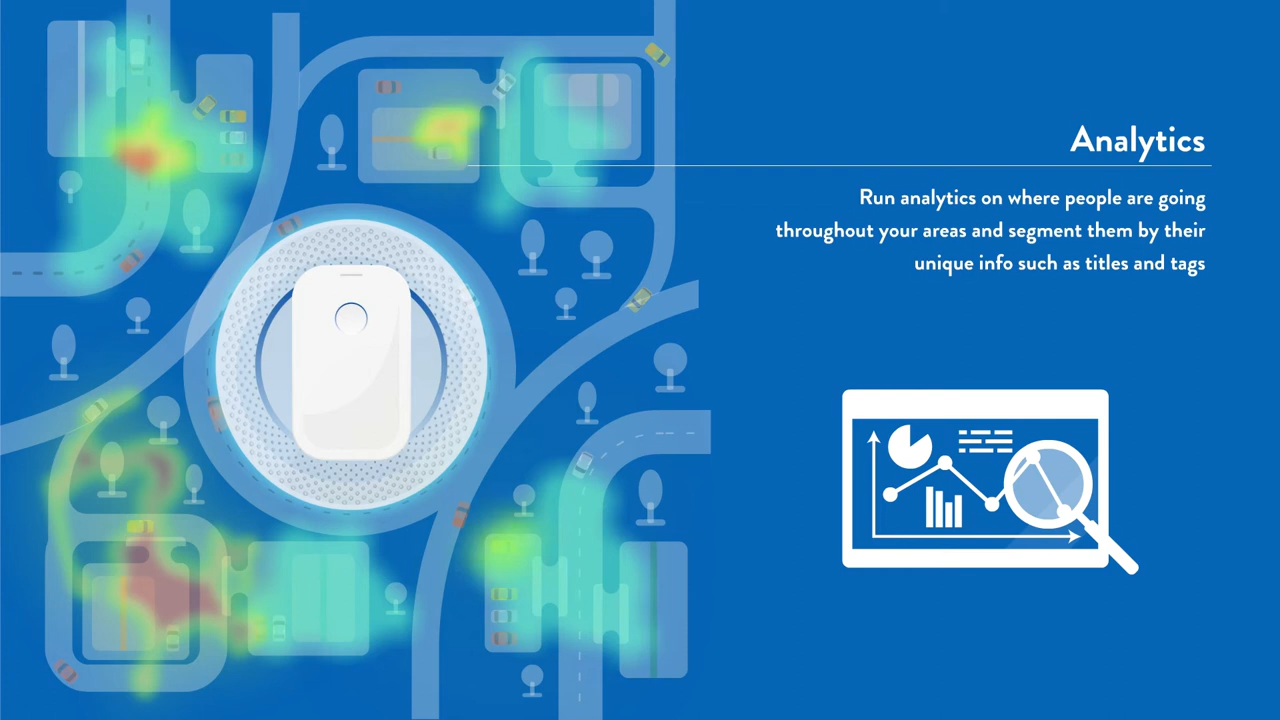 Analytics
Run analytics on where people are going
throughout your areas and segment them by their
unique info such as titles and tags